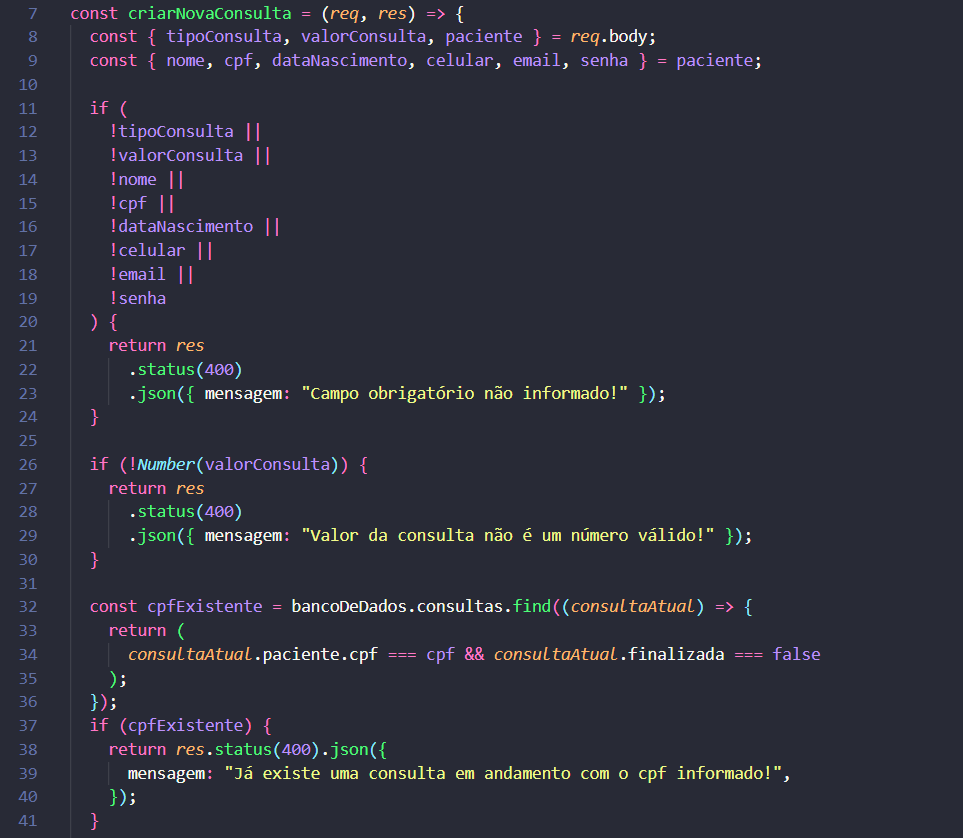 7 const criarNovaConsulta = (req, res) => {
8 const { tipoConsulta, valorConsulta, paciente } = req.body;
9 const { nome, cpf, dataNascimento, celular, email, senha } = paciente;
10
11 if (
12 !tipoConsulta ||
13 !valorConsulta ||
14 !nome ||
15 !cpf ||
16 !dataNascimento ||
17 !celular ||
18 !email ||
19 !senha
20 ) {
21 return res
22 .status(400)
23 .json({ mensagem: "Campo obrigatório não informado!" });
24 }
25
26 if (!Number(valorConsulta)) {
27 return res
28 .status(400)
29 .json({ mensagem: "Valor da consulta não é um número válido!" });
30 }
31
32 const cpfExistente = bancoDeDados.consultas.find((consultaAtual) => {
33 return (
34 consultaAtual.paciente.cpf === cpf && consultaAtual.finalizada === false
35 );
36 });
37 if (cpfExistente) {
38 return res.status(400).json({
39 mensagem: "Já existe uma consulta em andamento com o cpf informado!",
40 });
41 }